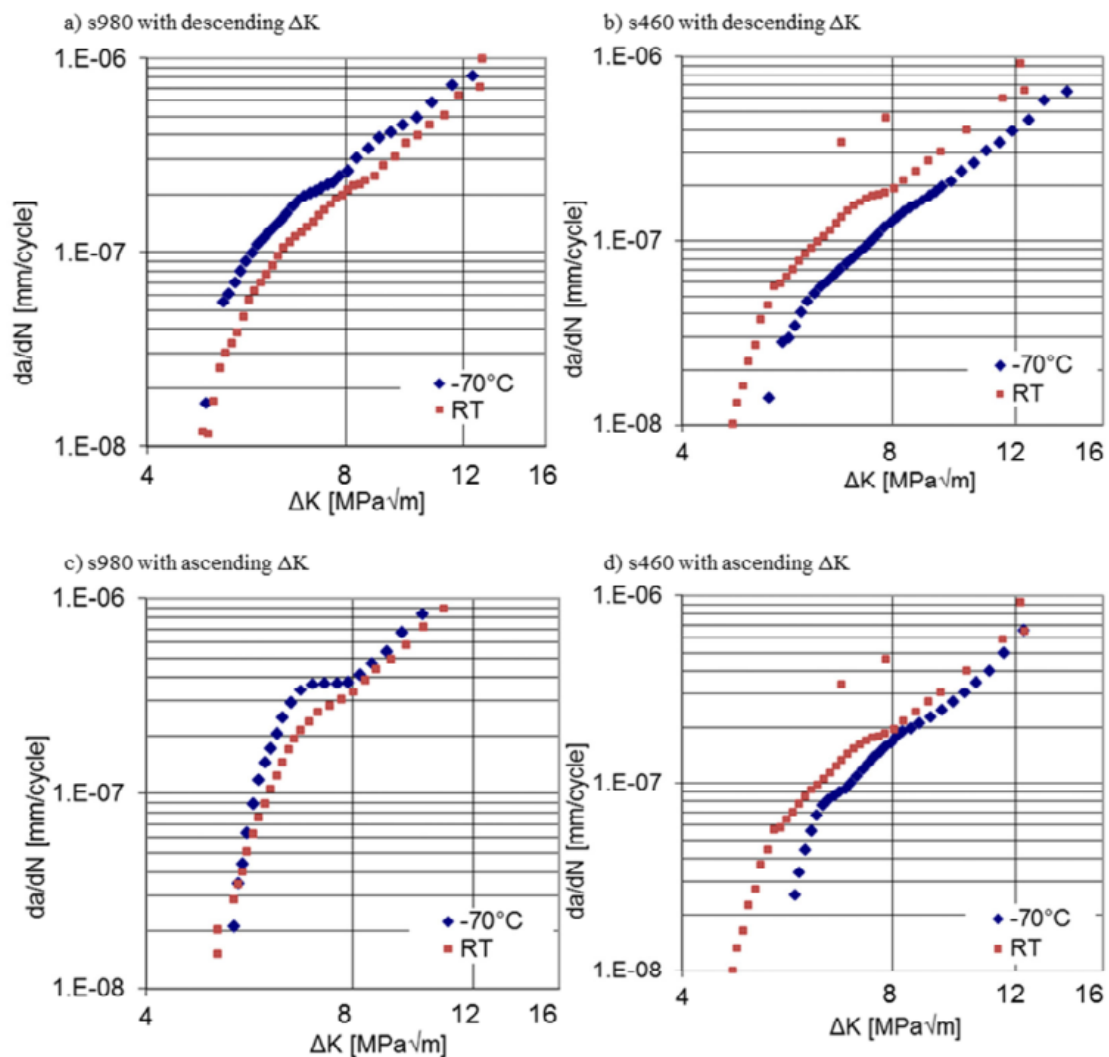 a) s980 with descending ΔK
1.E-06
1.E-07
1.E-08
da/dN [mm/cycle]
-70°C
RT
4
8
12
16
ΔK [MPa√m]
b) s460 with descending ΔK
1.E-06
1.E-07
1.E-08
da/dN [mm/cycle]
-70°C
RT
4
8
12
16
ΔK [MPa√m]
c) s980 with ascending ΔK
1.E-06
1.E-07
1.E-08
da/dN [mm/cycle]
-70°C
RT
4
8
12
16
ΔK [MPa√m]
d) s460 with ascending ΔK
1.E-06
1.E-07
1.E-08
da/dN [mm/cycle]
-70°C
RT
4
8
12
16
ΔK [MPa√m]